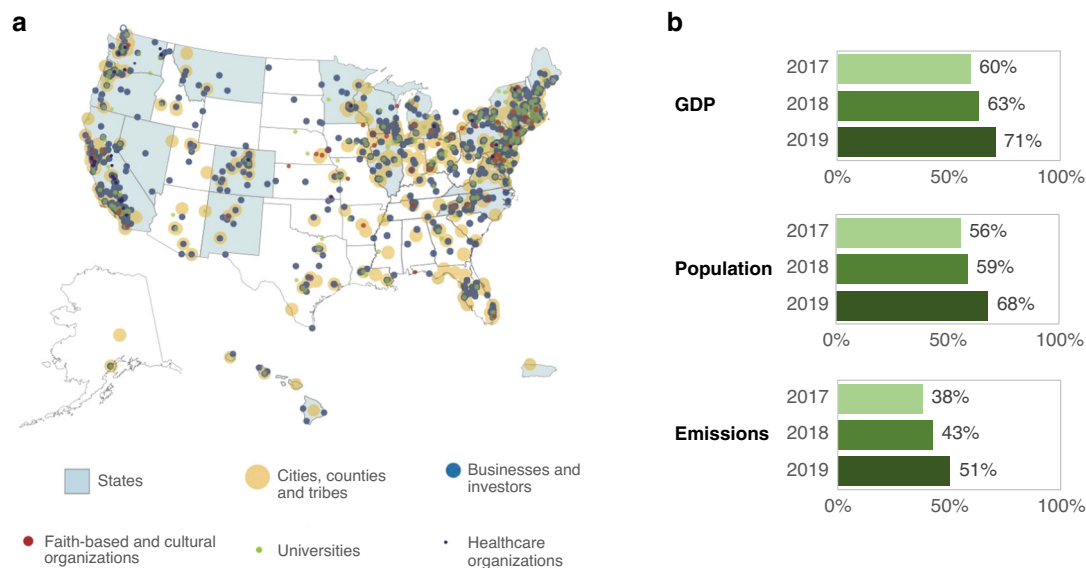 a
States
Cities, counties
and tribes
Businesses and
investors
Faith-based and cultural
organizations
Universities
Healthcare
organizations
b
GDP
2017
60%
2018
63%
2019
71%
0%
50%
100%
Population
2017
56%
2018
59%
2019
68%
0%
50%
100%
Emissions
2017
38%
2018
43%
2019
51%
0%
50%
100%